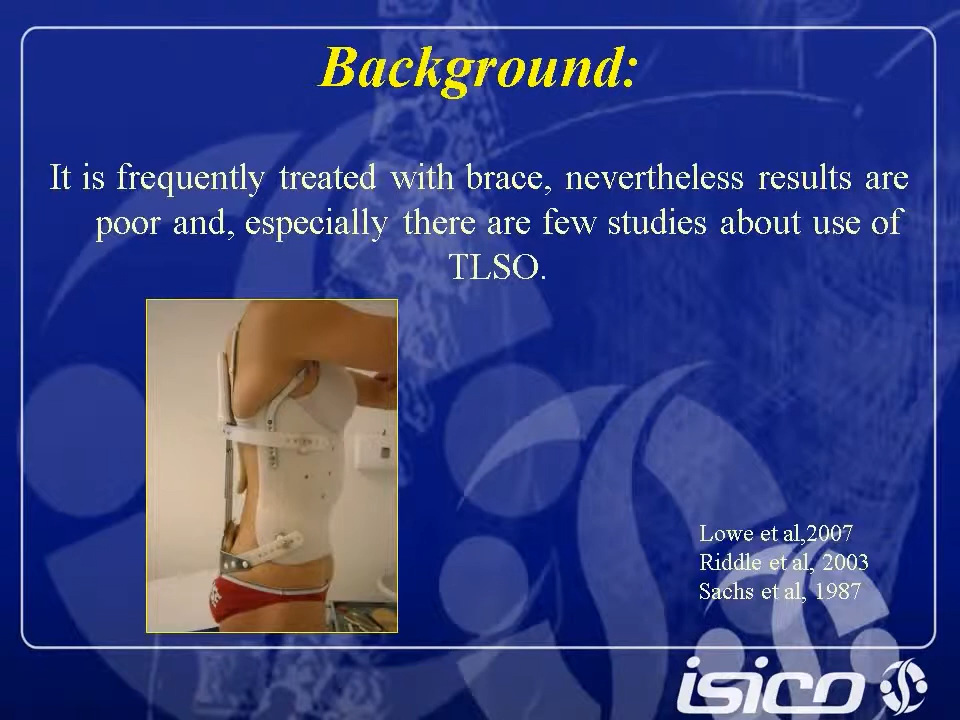 Background:
It is frequently treated with brace, nevertheless results are
poor and, especially there are few studies about use of
TLSO.
Lowe et al,2007
Riddle et al, 2003
Sachs et al, 1987
isico